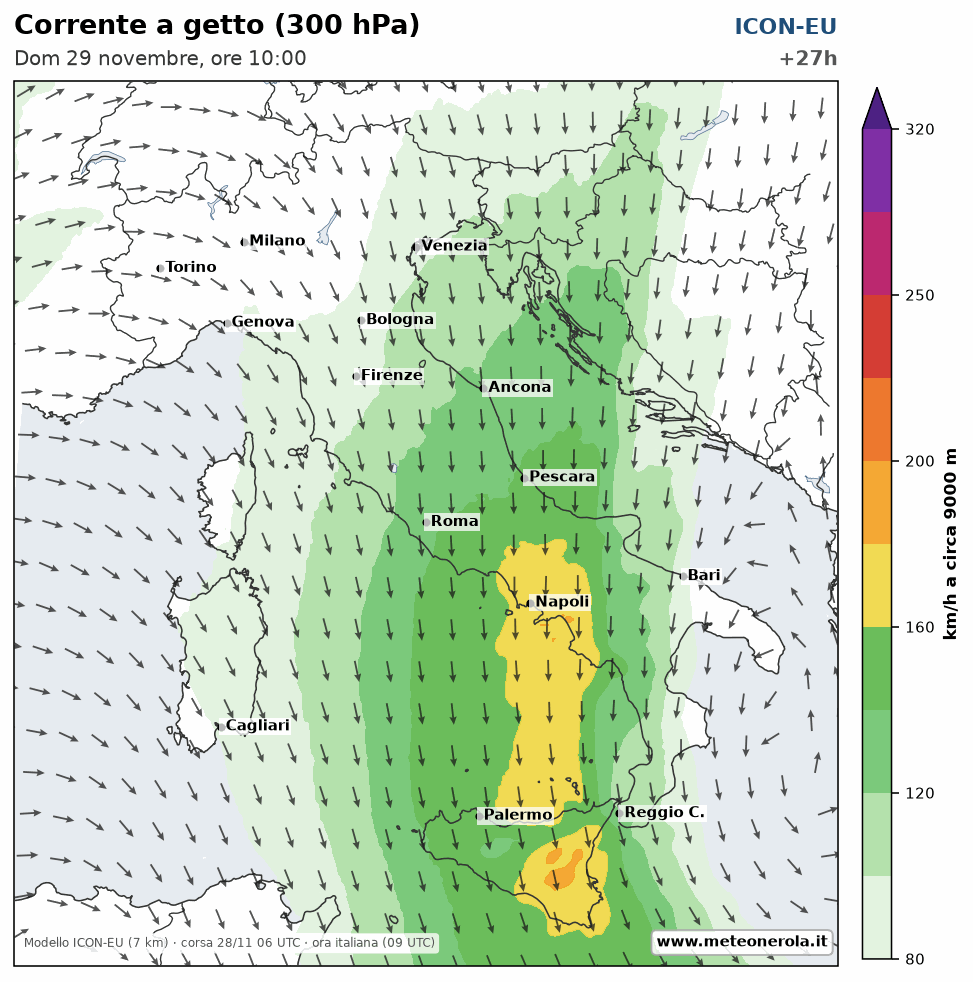 Corrente a getto (300 hPa)
ICON-EU
Dom 29 novembre, ore 10:00
+27h
320
Venezia
Milano
Torino
250
Genova
Bologna
Firenze
Ancona
200
Pescara
km/h a circa 9000 m
Roma
Bari
Napoli
160
Cagliari
120
Palermo
Reggio C.
Modello ICON-EU (7 km) · corsa 28/11 06 UTC · ora italiana (09 UTC)
www.meteonerola.it
80